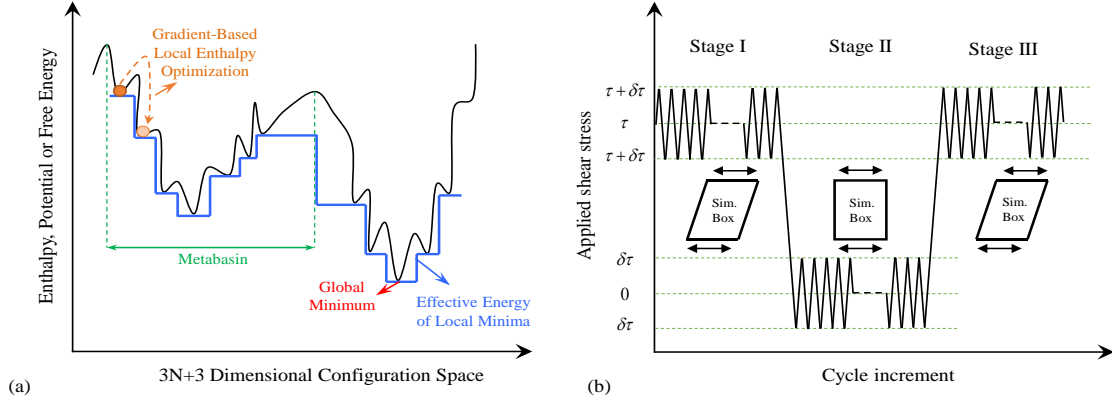 Enthalpy, Potential or Free Energy
Gradient-Based
Local Enthalpy
Optimization
Metabasin
Global
Minimum
Effective Energy
of Local Minima
3N+3 Dimensional Configuration Space
(a)
Applied shear stress
Stage I
Stage II
Stage III
τ + δτ
τ
τ + δτ
Sim.
Box
Sim.
Box
Sim.
Box
δτ
0
δτ
Cycle increment
(b)